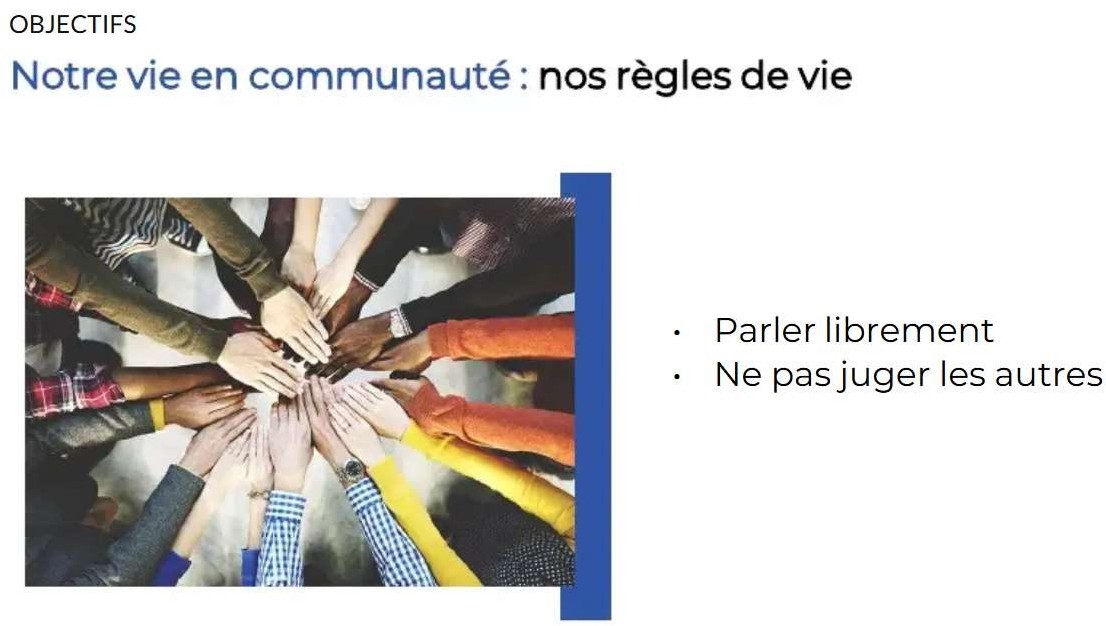 OBJECTIFS
Notre vie en communauté : nos règles de vie
• Parler librement
• Ne pas juger les autres